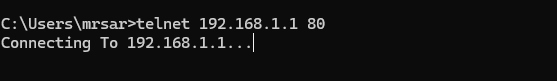 C:\Users\mrsar>telnet 192.168.1.1 80
Connecting To 192.168.1.1...